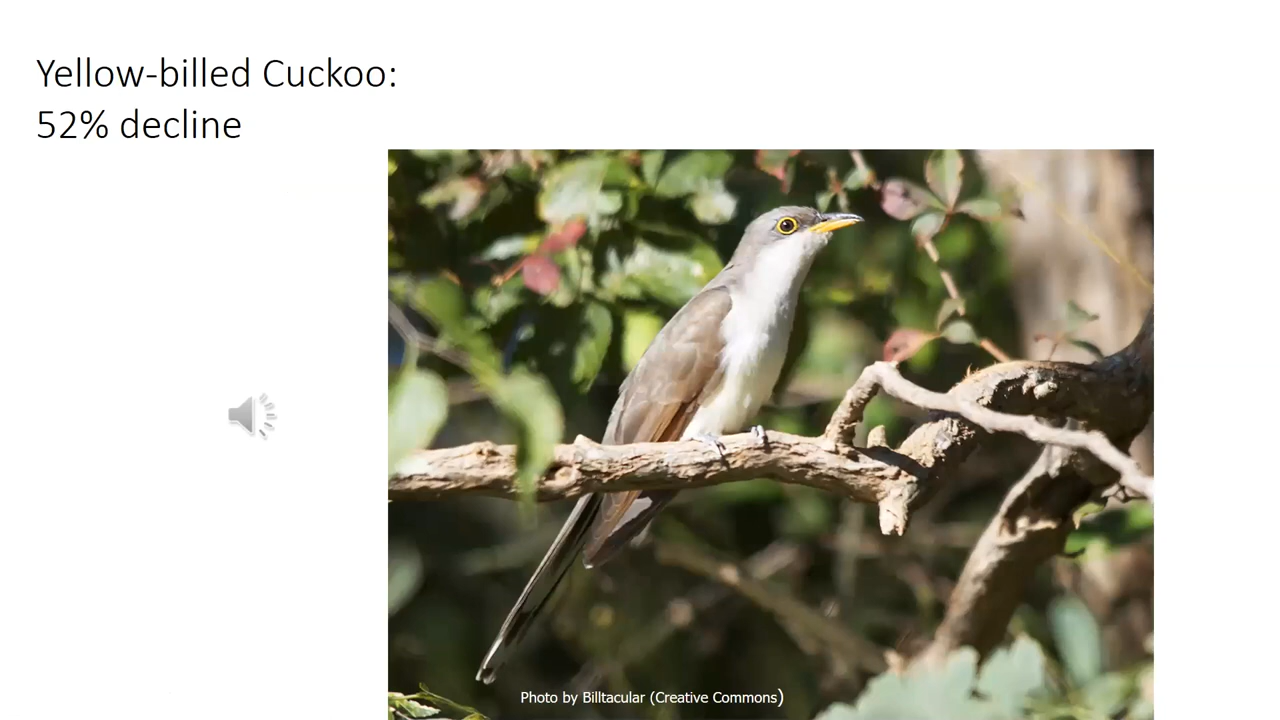 Yellow-billed Cuckoo:
52% decline
Photo by Billtacular (Creative Commons)